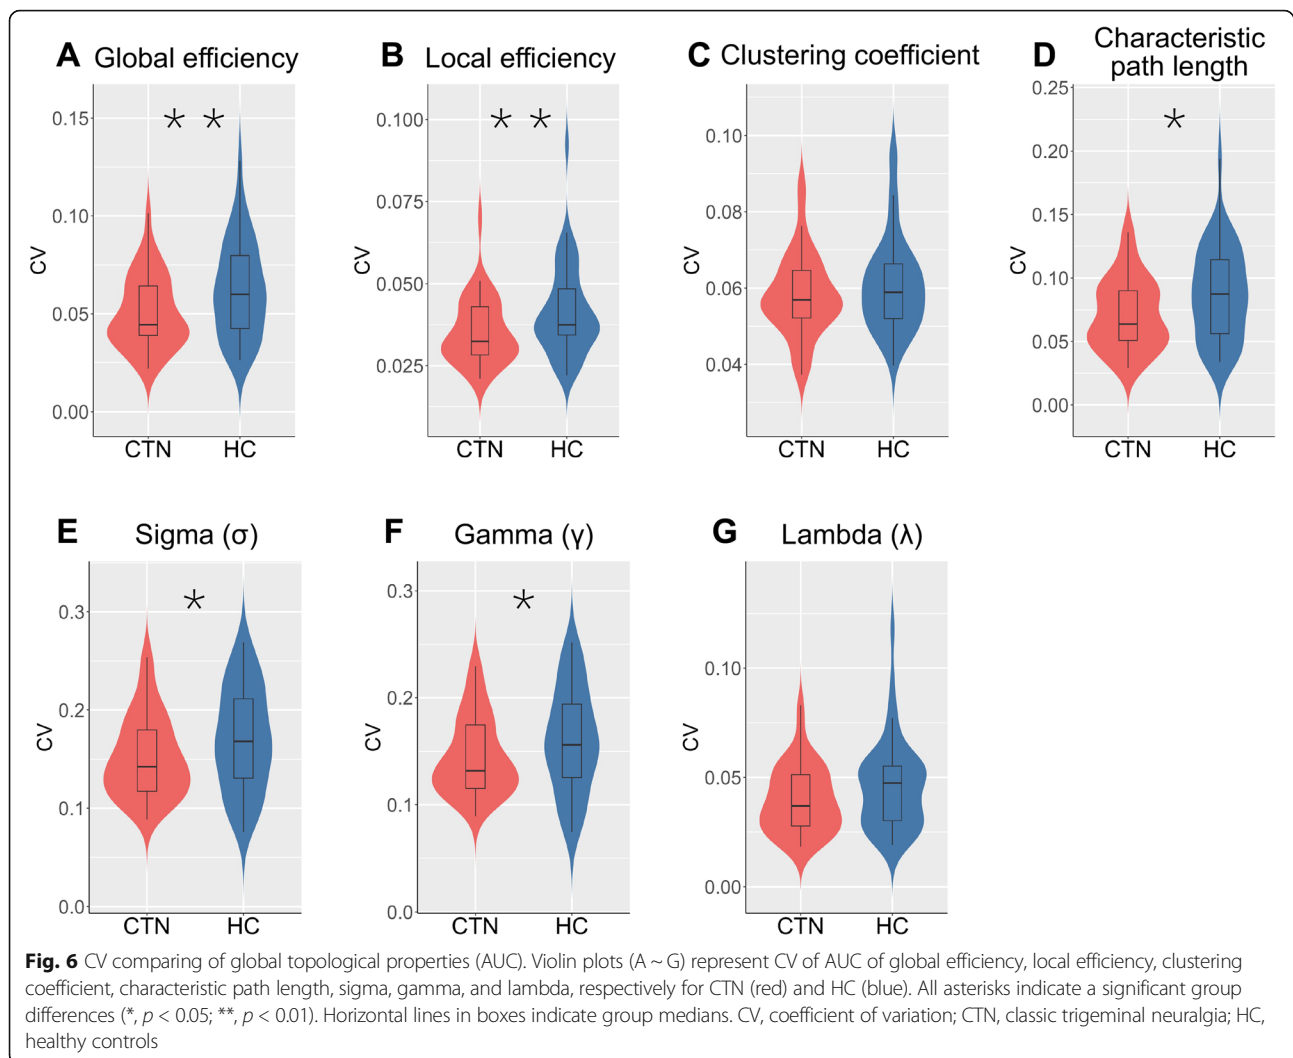 A Global efficiency
**
CV
0.15
0.10
0.05
0.00
CTN HC
B Local efficiency
**
CV
0.100
0.075
0.050
0.025
CTN HC
C Clustering coefficient
CV
0.10
0.08
0.06
0.04
CTN HC
D Characteristic
path length
*
CV
0.25
0.20
0.15
0.10
0.05
0.00
CTN HC
E Sigma (σ)
*
CV
0.3
0.2
0.1
0.0
CTN HC
F Gamma (γ)
*
CV
0.3
0.2
0.1
0.0
CTN HC
G Lambda (λ)
CV
0.10
0.05
0.00
CTN HC
Fig. 6 CV comparing of global topological properties (AUC). Violin plots (A ~ G) represent CV of AUC of global efficiency, local efficiency, clustering
coefficient, characteristic path length, sigma, gamma, and lambda, respectively for CTN (red) and HC (blue). All asterisks indicate a significant group
differences (*, p < 0.05; **, p < 0.01). Horizontal lines in boxes indicate group medians. CV, coefficient of variation; CTN, classic trigeminal neuralgia; HC,
healthy controls